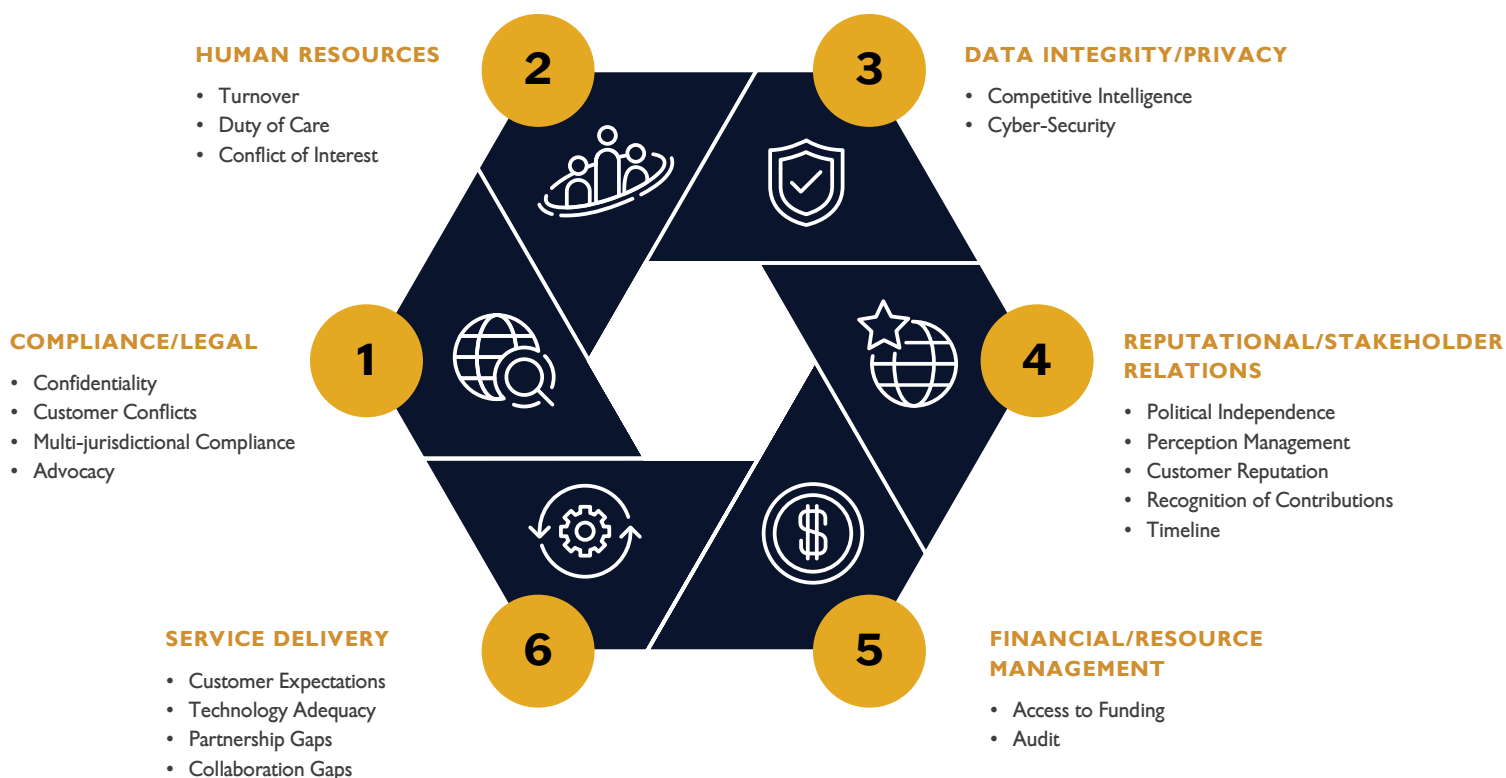 1
COMPLIANCE/LEGAL
• Confidentiality
• Customer Conflicts
• Multi-jurisdictional Compliance
• Advocacy
2
HUMAN RESOURCES
• Turnover
• Duty of Care
• Conflict of Interest
3
DATA INTEGRITY/PRIVACY
• Competitive Intelligence
• Cyber-Security
4
REPUTATIONAL/STAKEHOLDER
RELATIONS
• Political Independence
• Perception Management
• Customer Reputation
• Recognition of Contributions
• Timeline
5
FINANCIAL/RESOURCE
MANAGEMENT
• Access to Funding
• Audit
$
6
SERVICE DELIVERY
• Customer Expectations
• Technology Adequacy
• Partnership Gaps
• Collaboration Gaps